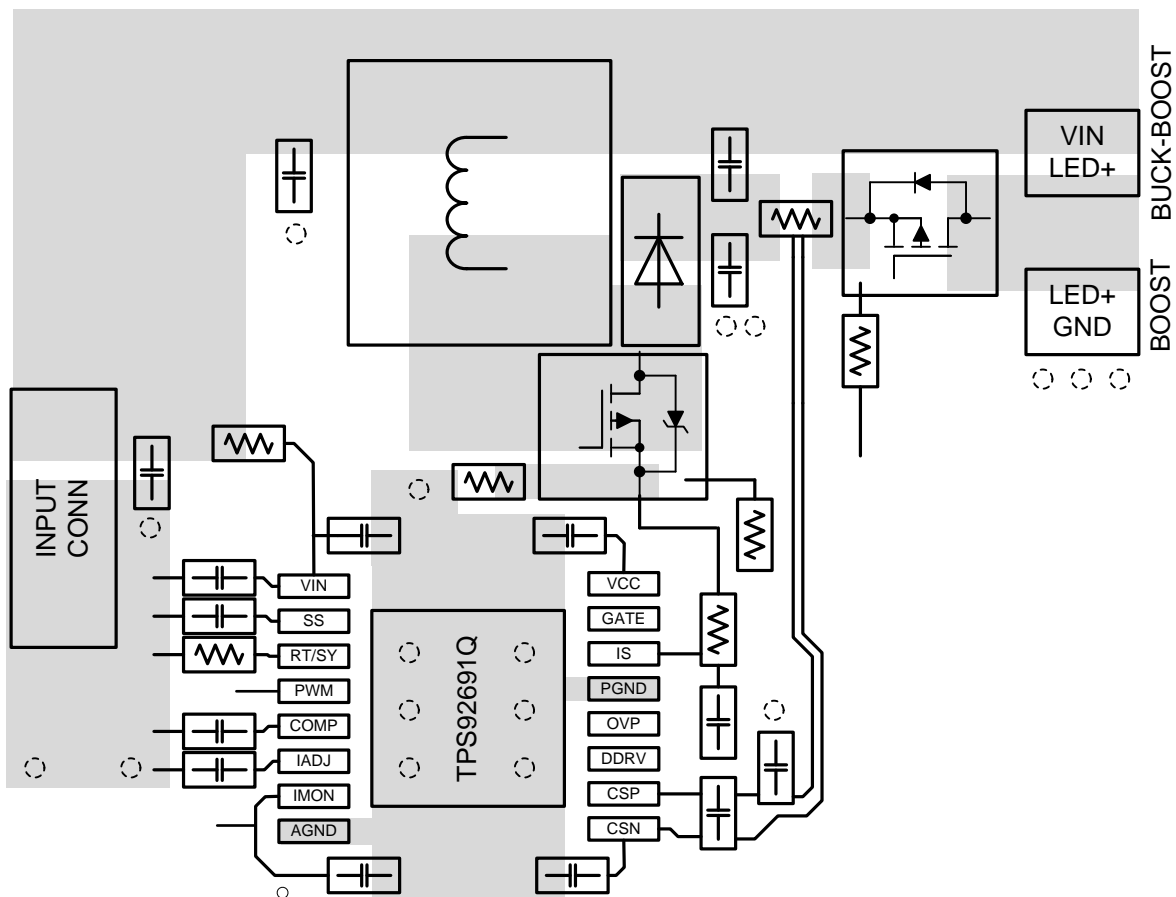 BUCK-BOOST
VIN
LED+
BOOST
LED+
GND
INPUT
CONN
VIN
SS
RT/SY
PWM
COMP
IADJ
IMON
AGND
TPS92691Q
VCC
GATE
IS
PGND
OVP
DDRV
CSP
CSN